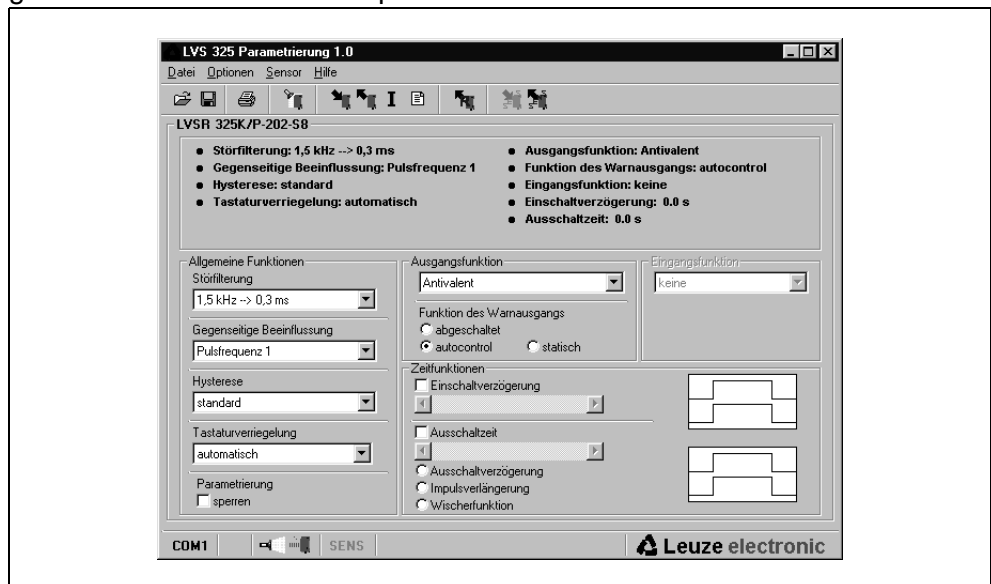 LVS 325 Parametrierung 1.0
Datei Optionen Sensor Hilfe
LVSR 325K/P-202-S8
Störfilterung: 1,5 kHz --> 0,3 ms
Gegenseitige Beeinflussung: Pulsfrequenz 1
Hysterese: standard
Tastaturverriegelung: automatisch
Ausgangsfunktion: Antivalent
Funktion des Warnausgangs: autocontrol
Eingangsfunktion: keine
Einschaltverzögerung: 0.0 s
Ausschaltzeit: 0.0 s
Allgemeine Funktionen
Störfilterung
1,5 kHz --> 0,3 ms
Gegenseitige Beeinflussung
Pulsfrequenz 1
Hysterese
standard
Tastaturverriegelung
automatisch
Parametrierung
sperren
Ausgangsfunktion
Antivalent
Funktion des Warnausgangs
abgeschaltet
autocontrol statisch
Eingangsfunktion
keine
Zeitfunktionen
Einschaltverzögerung
Ausschaltzeit
Ausschaltverzögerung
Impulsverlängerung
Wischerfunktion
COM1 SENS Leuze electronic